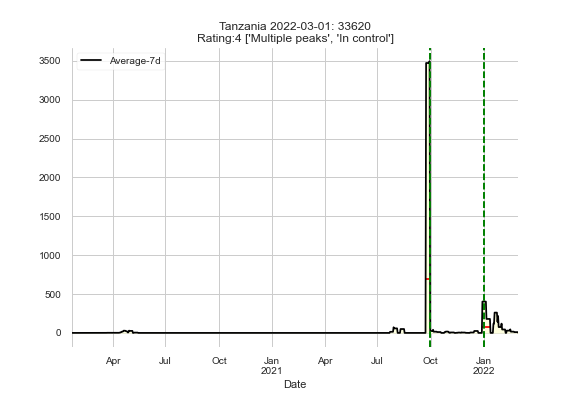 Tanzania 2022-03-01: 33620
Rating:4 ['Multiple peaks', 'In control']
Average-7d
3500
3000
2500
2000
1500
1000
500
0
Apr Jul Oct Jan Apr Jul Oct Jan
2021 2022
Date